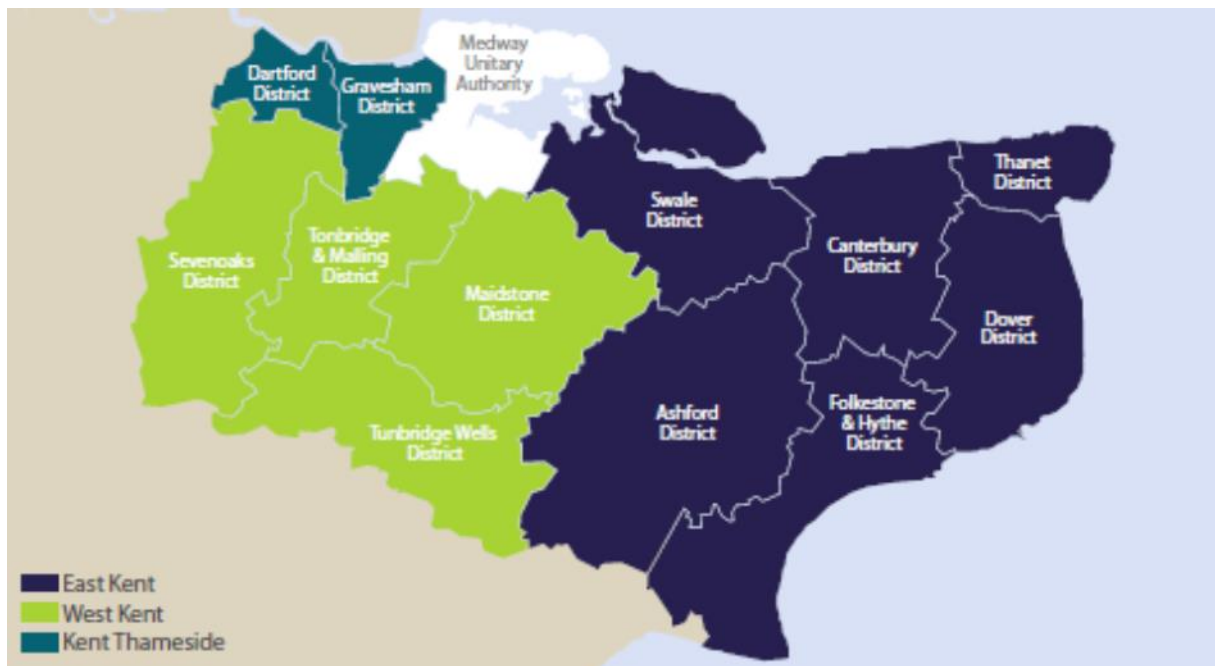 Medway
Unitary
Authority
Dartford
District
Gravesham
District
Thanet
District
Swale
District
Tonbridge
& Malling
District
Canterbury
District
Sevenoaks
District
Maidstone
District
Dover
District
Ashford
District
Folkestone
& Hythe
District
Tunbridge Wells
District
East Kent
West Kent
Kent Thameside